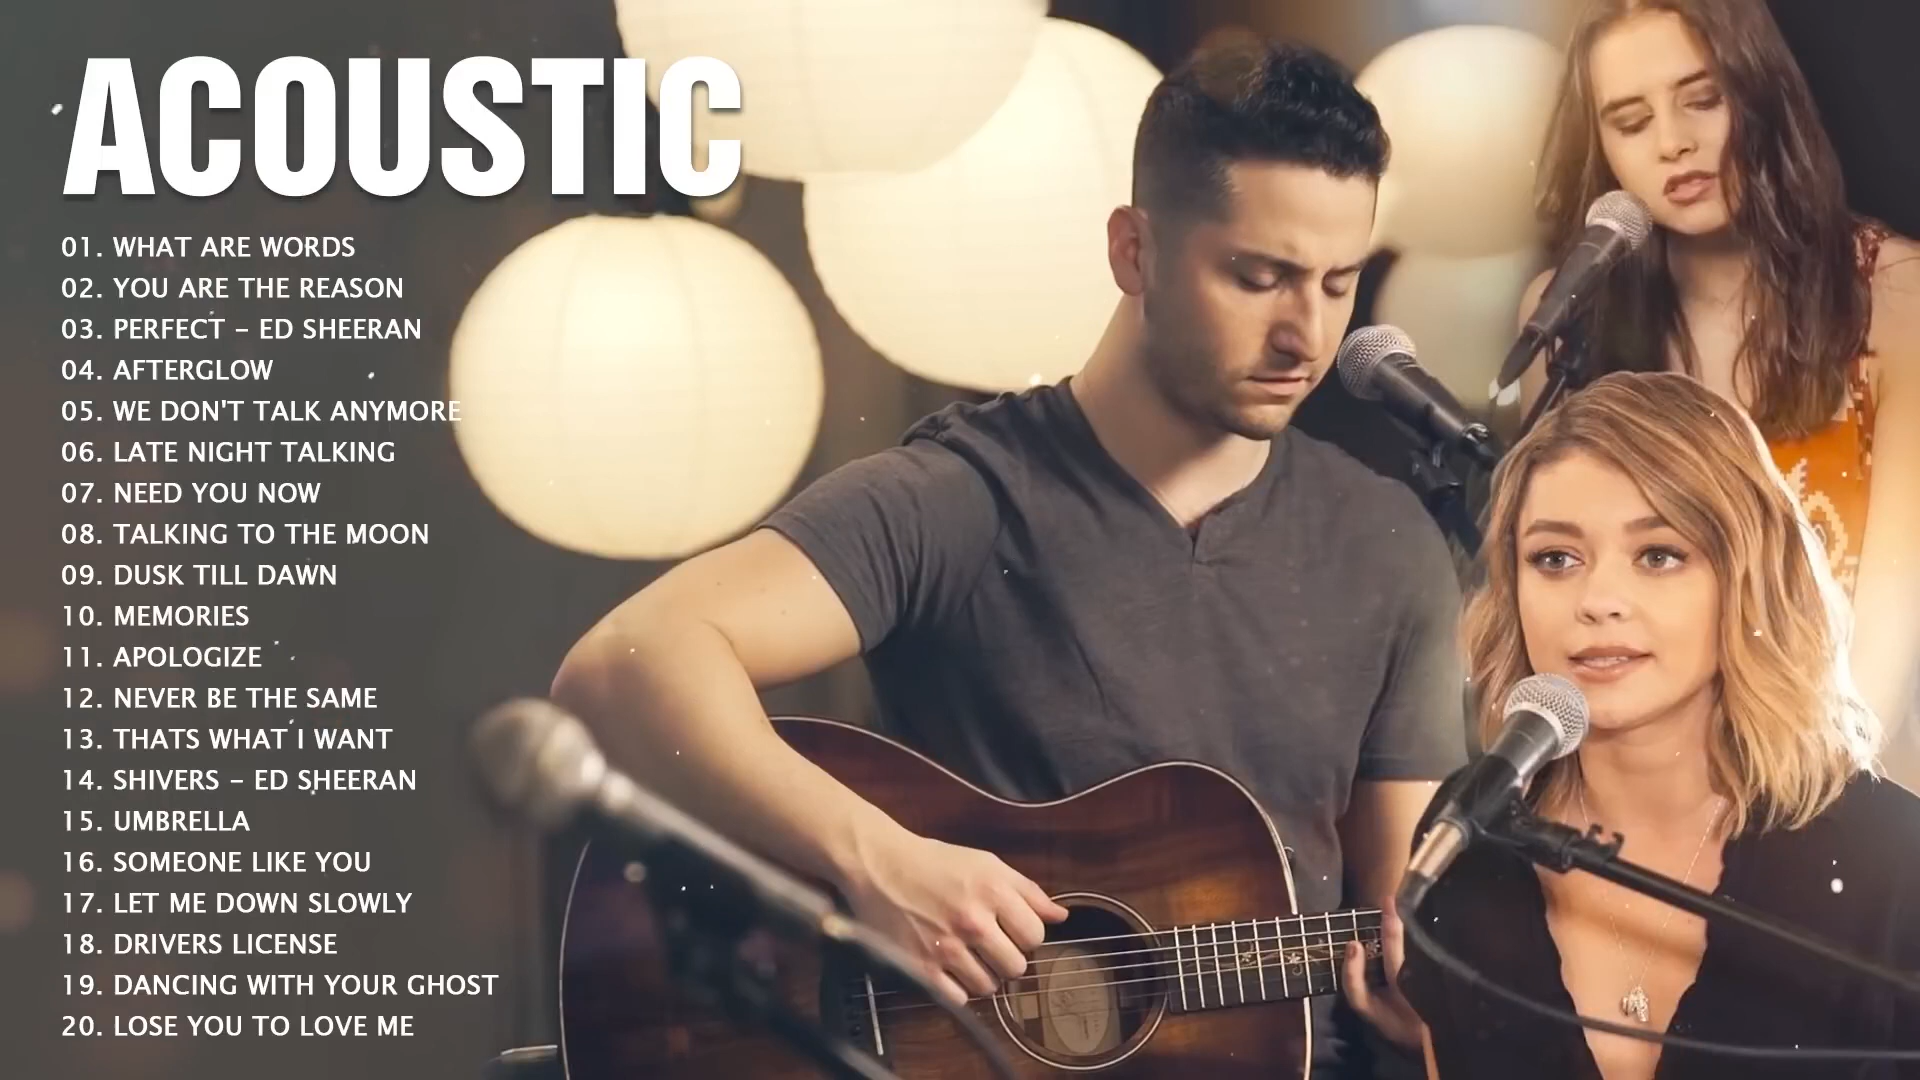 ACOUSTIC
01. WHAT ARE WORDS
02. YOU ARE THE REASON
03. PERFECT - ED SHEERAN
04. AFTERGLOW
05. WE DON'T TALK ANYMORE
06. LATE NIGHT TALKING
07. NEED YOU NOW
08. TALKING TO THE MOON
09. DUSK TILL DAWN
10. MEMORIES
11. APOLOGIZE
12. NEVER BE THE SAME
13. THATS WHAT I WANT
14. SHIVERS - ED SHEERAN
15. UMBRELLA
16. SOMEONE LIKE YOU
17. LET ME DOWN SLOWLY
18. DRIVERS LICENSE
19. DANCING WITH YOUR GHOST
20. LOSE YOU TO LOVE ME